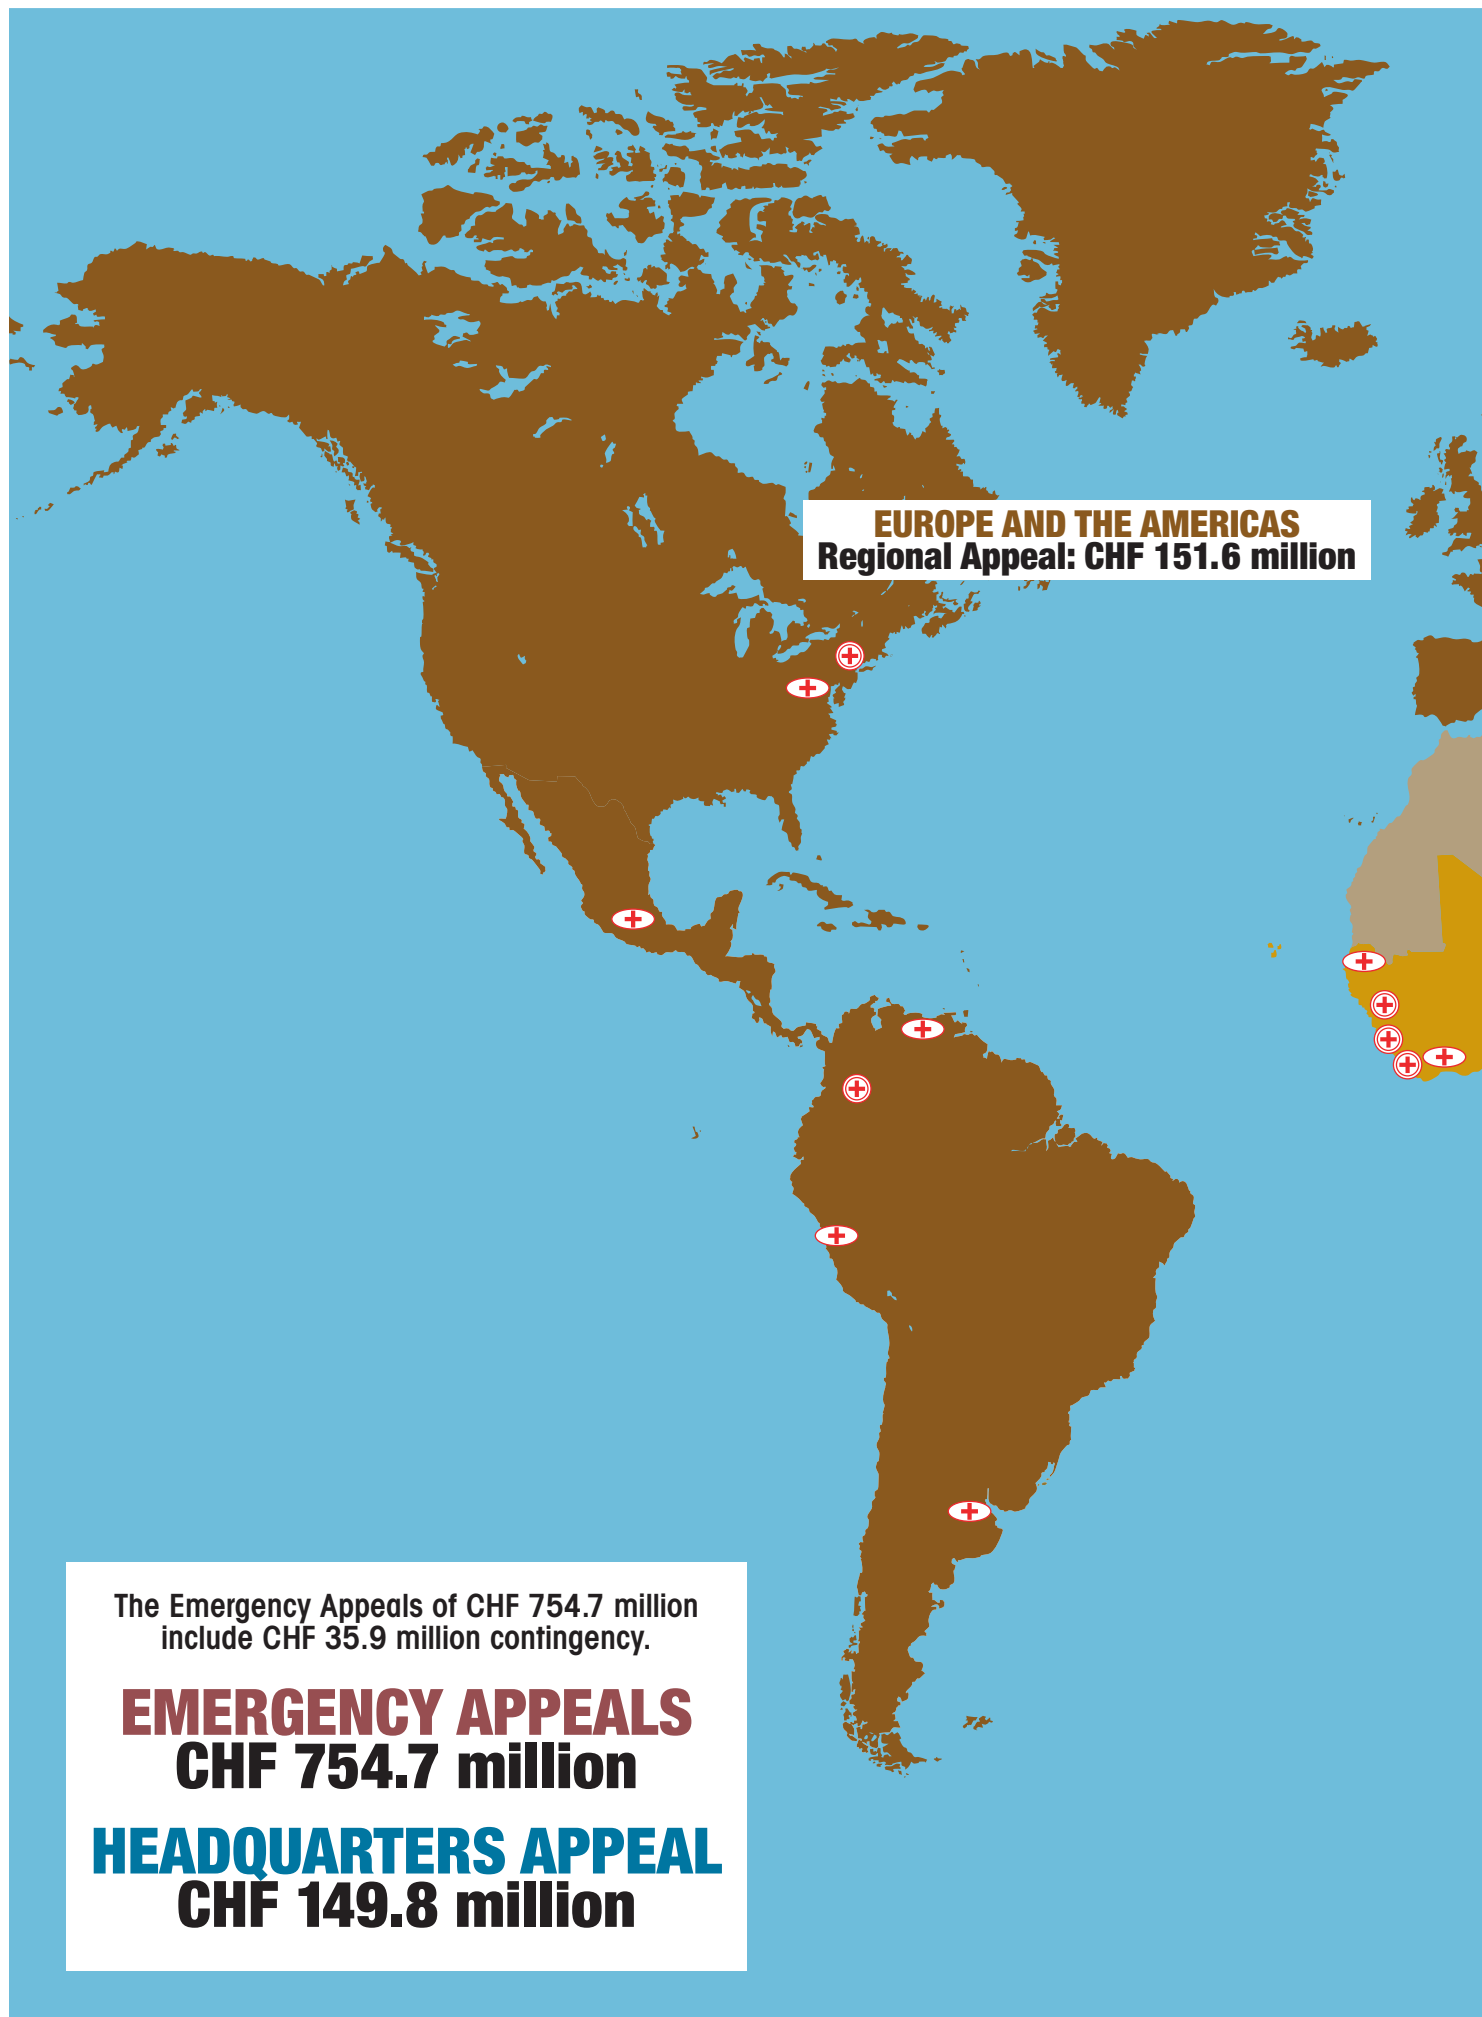 EUROPE AND THE AMERICAS
Regional Appeal: CHF 151.6 million
The Emergency Appeals of CHF 754.7 million
include CHF 35.9 million contingency.
EMERGENCY APPEALS
CHF 754.7 million
HEADQUARTERS APPEAL
CHF 149.8 million